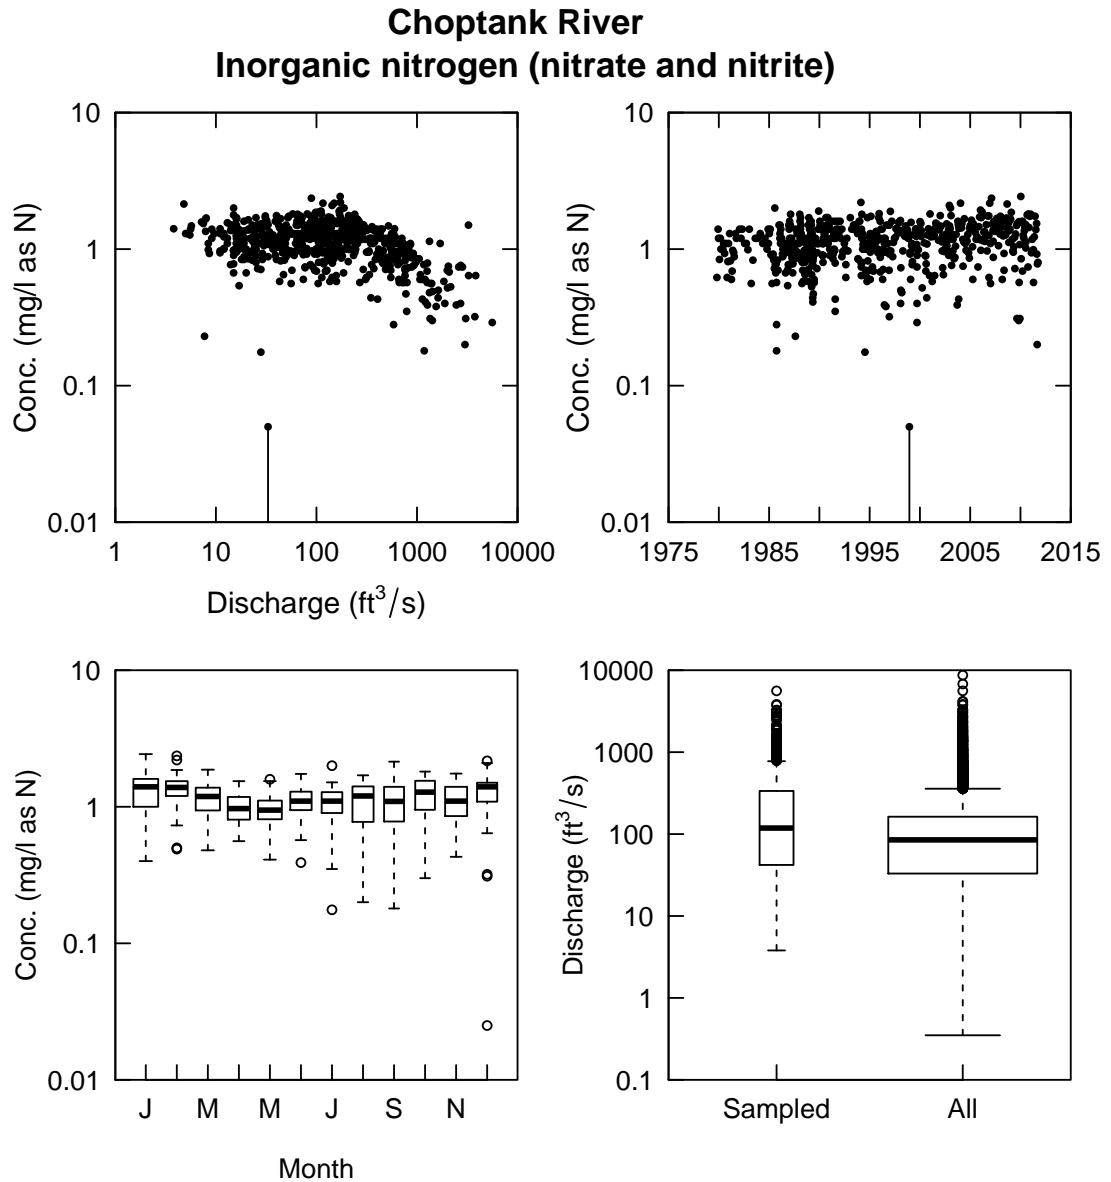 Choptank River
Inorganic nitrogen (nitrate and nitrite)
10
1
0.1
0.01
Conc. (mg/l as N)
1 10 100 1000 10000
Discharge (ft³/s)
10
1
0.1
0.01
Conc. (mg/l as N)
1975 1985 1995 2005 2015
10
1
0.1
0.01
Conc. (mg/l as N)
J M M J S N
Month
10000
1000
100
10
1
0.1
Discharge (ft³/s)
Sampled All